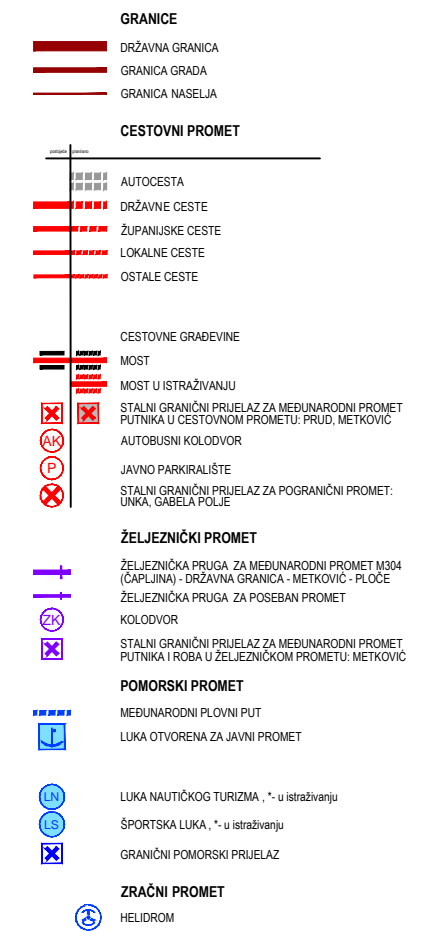 GRANICE
DRŽAVNA GRANICA
GRANICA GRADA
GRANICA NASELJA
CESTOVNI PROMET
postojeće planirano
AUTOCESTA
DRŽAVNE CESTE
ŽUPANIJSKE CESTE
LOKALNE CESTE
OSTALE CESTE
CESTOVNE GRAĐEVINE
MOST
MOST U ISTRAŽIVANJU
STALNI GRANIČNI PRIJELAZ ZA MEĐUNARODNI PROMET
PUTNIKA U CESTOVNOM PROMETU: PRUD, METKOVIĆ
AK AUTOBUSNI KOLODVOR
P JAVNO PARKIRALIŠTE
STALNI GRANIČNI PRIJELAZ ZA POGRANIČNI PROMET:
UNKA, GABELA POLJE
ŽELJEZNIČKI PROMET
ŽELJEZNIČKA PRUGA ZA MEĐUNARODNI PROMET M304
(ČAPLJINA) - DRŽAVNA GRANICA - METKOVIĆ - PLOČE
ŽELJEZNIČKA PRUGA ZA POSEBAN PROMET
ZK KOLODVOR
STALNI GRANIČNI PRIJELAZ ZA MEĐUNARODNI PROMET
PUTNIKA I ROBA U ŽELJEZNIČKOM PROMETU: METKOVIĆ
POMORSKI PROMET
MEĐUNARODNI PLOVNI PUT
LUKA OTVORENA ZA JAVNI PROMET
LN LUKA NAUTIČKOG TURIZMA , *- u istraživanju
LS ŠPORTSKA LUKA , *- u istraživanju
GRANIČNI POMORSKI PRIJELAZ
ZRAČNI PROMET
HELIDROM